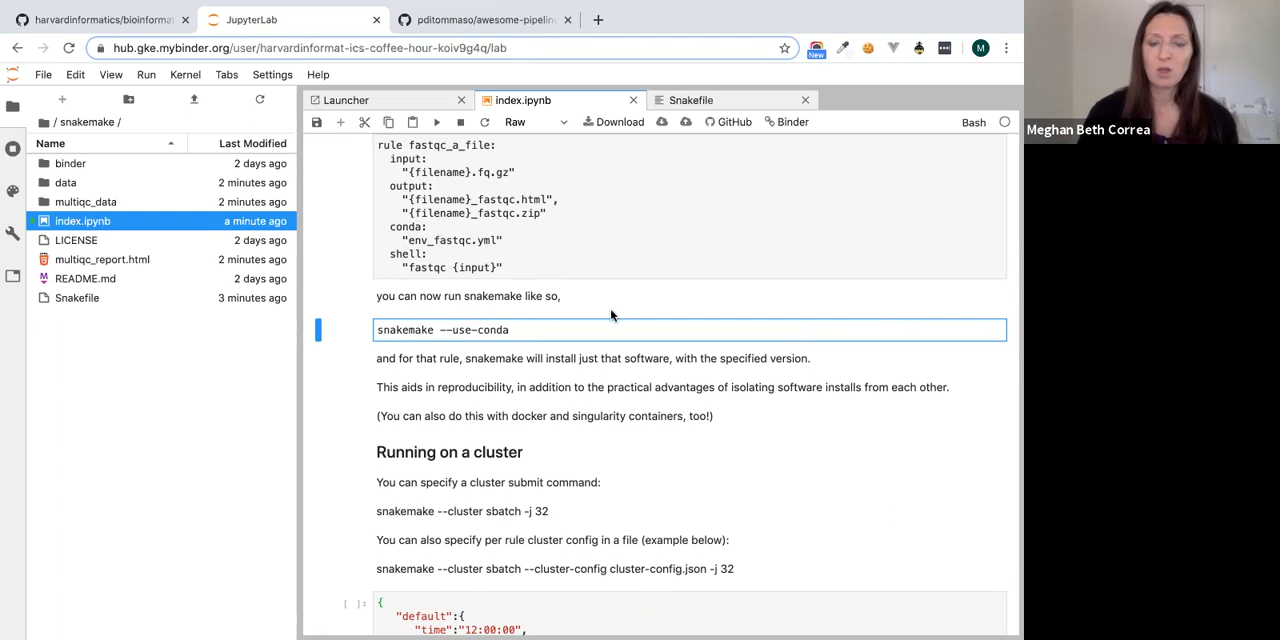 harvardinformatics/bioinformat
JupyterLab
pditommaso/awesome-pipelin
hub.gke.mybinder.org/user/harvardinformat-ics-coffee-hour-koiv9g4q/lab
New
M
File Edit View Run Kernel Tabs Settings Help
Launcher
index.ipynb
Snakefile
/ snakemake /
Raw
Download
GitHub
Binder
Bash
Name Last Modified
binder 2 days ago
data 2 minutes ago
multiqc_data 2 minutes ago
index.ipynb a minute ago
LICENSE 2 days ago
multiqc_report.html 2 minutes ago
README.md 2 days ago
Snakefile 3 minutes ago
rule fastqc_a_file:
input:
"{filename}.fq.gz"
output:
"{filename}_fastqc.html",
"{filename}_fastqc.zip"
conda:
"env_fastqc.yml"
shell:
"fastqc {input}"
you can now run snakemake like so,
snakemake --use-conda
and for that rule, snakemake will install just that software, with the specified version.
This aids in reproducibility, in addition to the practical advantages of isolating software installs from each other.
(You can also do this with docker and singularity containers, too!)
Running on a cluster
You can specify a cluster submit command:
snakemake --cluster sbatch -j 32
You can also specify per rule cluster config in a file (example below):
snakemake --cluster sbatch --cluster-config cluster-config.json -j 32
[ ]: {
"default":{
"time":"12:00:00",
Meghan Beth Correa